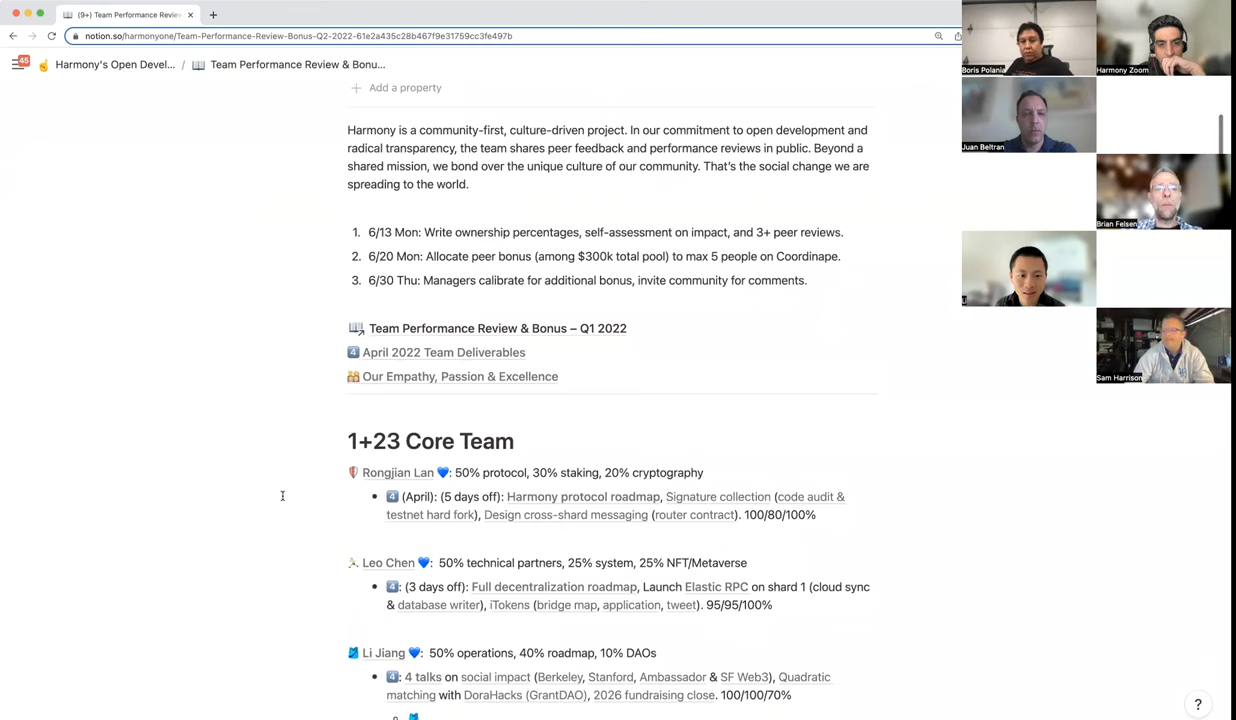 (9+) Team Performance Revie
notion.so/harmonyone/Team-Performance-Review-Bonus-Q2-2022-61e2a435c28b467f9e31759cc3fe497b
45
Harmony's Open Devel... / Team Performance Review & Bonu...
Add a property
Harmony is a community-first, culture-driven project. In our commitment to open development and
radical transparency, the team shares peer feedback and performance reviews in public. Beyond a
shared mission, we bond over the unique culture of our community. That's the social change we are
spreading to the world.
1. 6/13 Mon: Write ownership percentages, self-assessment on impact, and 3+ peer reviews.
2. 6/20 Mon: Allocate peer bonus (among $300k total pool) to max 5 people on Coordinape.
3. 6/30 Thu: Managers calibrate for additional bonus, invite community for comments.
Team Performance Review & Bonus – Q1 2022
4 April 2022 Team Deliverables
Our Empathy, Passion & Excellence
1+23 Core Team
Rongjian Lan 💙: 50% protocol, 30% staking, 20% cryptography
• 4 (April): (5 days off): Harmony protocol roadmap, Signature collection (code audit &
testnet hard fork), Design cross-shard messaging (router contract). 100/80/100%
Leo Chen 💙: 50% technical partners, 25% system, 25% NFT/Metaverse
• 4: (3 days off): Full decentralization roadmap, Launch Elastic RPC on shard 1 (cloud sync
& database writer), iTokens (bridge map, application, tweet). 95/95/100%
Li Jiang 💙: 50% operations, 40% roadmap, 10% DAOs
• 4: 4 talks on social impact (Berkeley, Stanford, Ambassador & SF Web3), Quadratic
matching with DoraHacks (GrantDAO), 2026 fundraising close. 100/100/70%
Boris Polania
Harmony Zoom
Juan Beltran
Brian Felsen
Sam Harrison
?